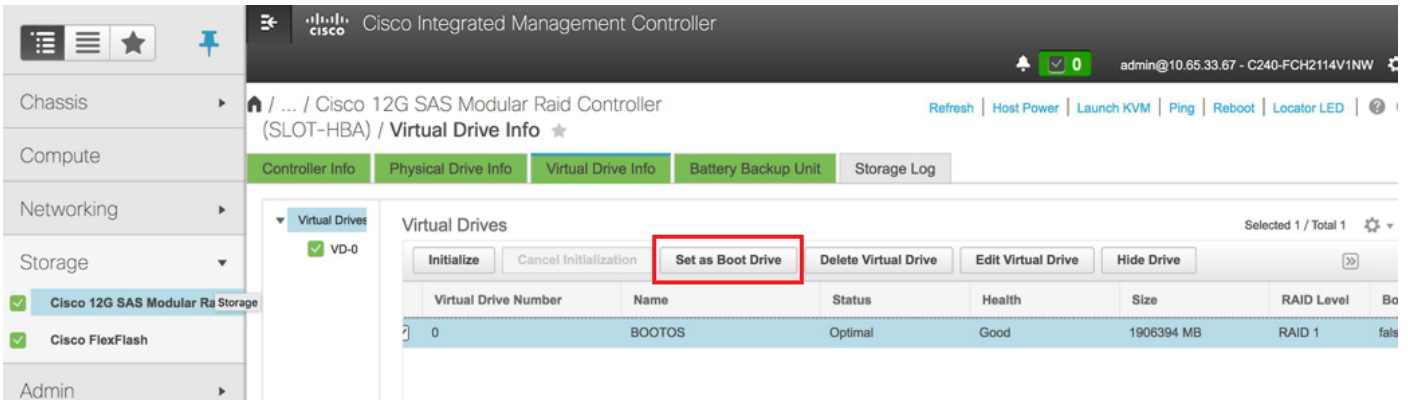 cisco Cisco Integrated Management Controller
0 admin@10.65.33.67 - C240-FCH2114V1NW
Chassis
Compute
Networking
Storage
Cisco 12G SAS Modular Ra Storage
Cisco FlexFlash
Admin
/ ... / Cisco 12G SAS Modular Raid Controller
(SLOT-HBA) / Virtual Drive Info
Refresh | Host Power | Launch KVM | Ping | Reboot | Locator LED |
Controller Info Physical Drive Info Virtual Drive Info Battery Backup Unit Storage Log
Virtual Drives
VD-0
Virtual Drives Selected 1 / Total 1
Initialize Cancel Initialization Set as Boot Drive Delete Virtual Drive Edit Virtual Drive Hide Drive
Virtual Drive Number Name Status Health Size RAID Level Bo
0 BOOTOS Optimal Good 1906394 MB RAID 1 fals